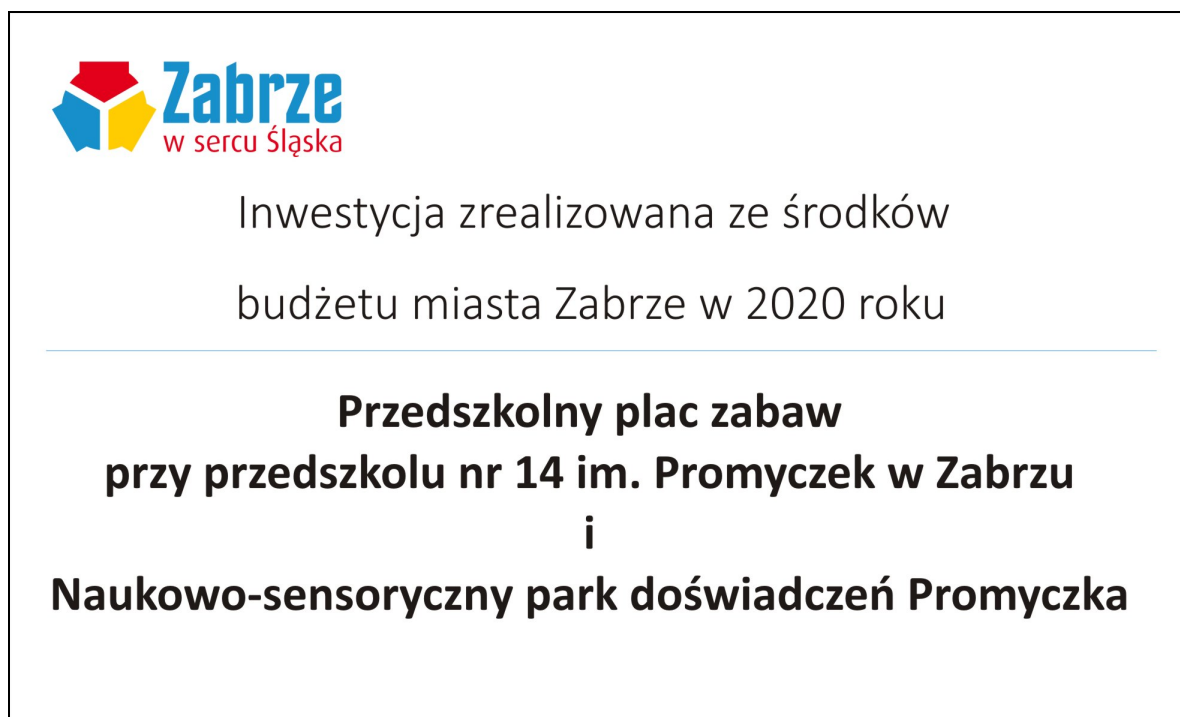 Zabrze
w sercu Śląska
Inwestycja zrealizowana ze środków
budżetu miasta Zabrze w 2020 roku
Przedszkolny plac zabaw
przy przedszkolu nr 14 im. Promyczek w Zabrzu
i
Naukowo-sensoryczny park doświadczeń Promyczka